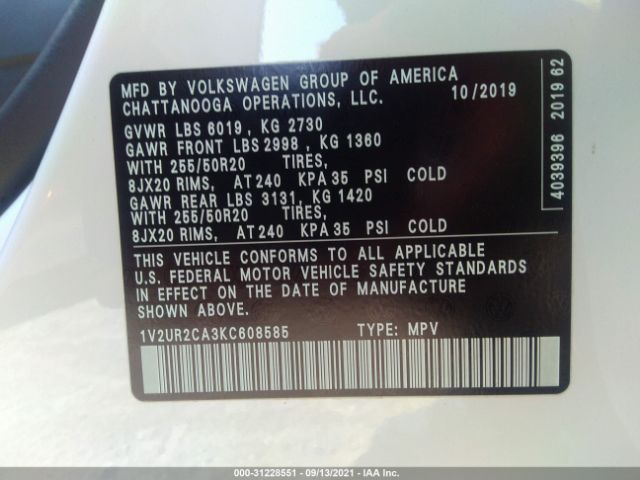 MFD BY VOLKSWAGEN GROUP OF AMERICA
CHATTANOOGA OPERATIONS, LLC. 10/2019
GVWR LBS 6019, KG 2730
GAWR FRONT LBS 2998, KG 1360
WITH 255/50R20 TIRES,
8JX20 RIMS, AT 240 KPA 35 PSI COLD
GAWR REAR LBS 3131, KG 1420
WITH 255/50R20 TIRES,
8JX20 RIMS, AT 240 KPA 35 PSI COLD
THIS VEHICLE CONFORMS TO ALL APPLICABLE
U.S. FEDERAL MOTOR VEHICLE SAFETY STANDARDS
IN EFFECT ON THE DATE OF MANUFACTURE
SHOWN ABOVE.
1V2UR2CA3KC608585 TYPE: MPV
4039396 2019 62
000-31228551 - 09/13/2021 - IAA Inc.